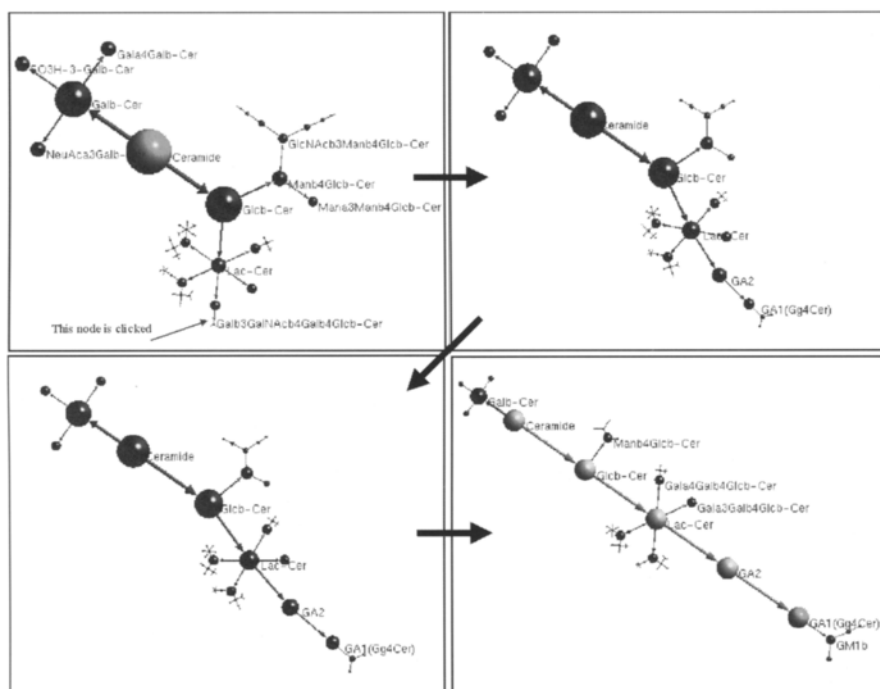 Gala4Galb-Cer
SO3H-3-Galb-Cer
Galb-Cer
GlcNAcb3Manb4Glcb-Cer
NeuAca3Galb-
Ceramide
Manb4Glcb-Cer
Mana3Manb4Glcb-Cer
Glcb-Cer
Lac-Cer
This node is clicked
Galb3GalNAcb4Galb4Glcb-Cer
Ceramide
Glcb-Cer
Lac-Cer
GA2
GA1(Gg4Cer)
Ceramide
Glcb-Cer
Lac-Cer
GA2
GA1(Gg4Cer)
Galb-Cer
Ceramide
Manb4Glcb-Cer
Glcb-Cer
Gala4Galb4Glcb-Cer
Gala3Galb4Glcb-Cer
Lac-Cer
GA2
GA1(Gg4Cer)
GM1b